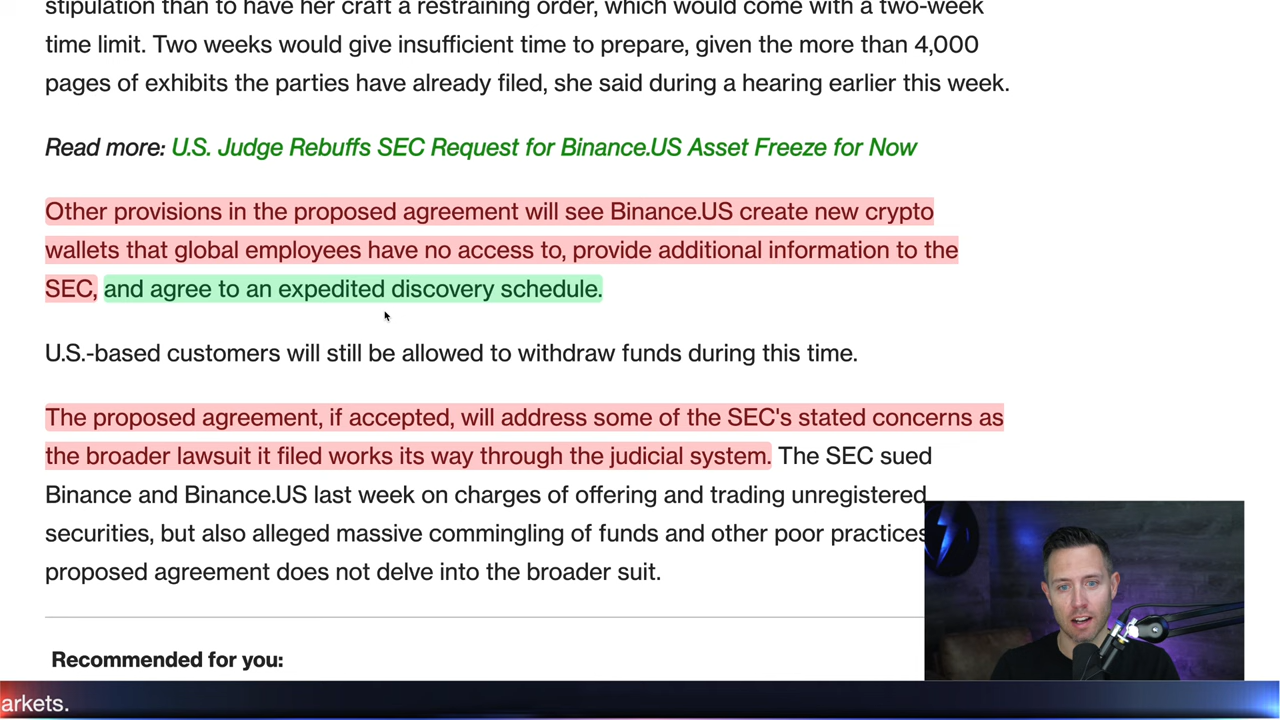 stipulation than to have her craft a restraining order, which would come with a two-week
time limit. Two weeks would give insufficient time to prepare, given the more than 4,000
pages of exhibits the parties have already filed, she said during a hearing earlier this week.
Read more: U.S. Judge Rebuffs SEC Request for Binance.US Asset Freeze for Now
Other provisions in the proposed agreement will see Binance.US create new crypto
wallets that global employees have no access to, provide additional information to the
SEC, and agree to an expedited discovery schedule.
U.S.-based customers will still be allowed to withdraw funds during this time.
The proposed agreement, if accepted, will address some of the SEC's stated concerns as
the broader lawsuit it filed works its way through the judicial system. The SEC sued
Binance and Binance.US last week on charges of offering and trading unregistered
securities, but also alleged massive commingling of funds and other poor practices
proposed agreement does not delve into the broader suit.
Recommended for you:
arkets.